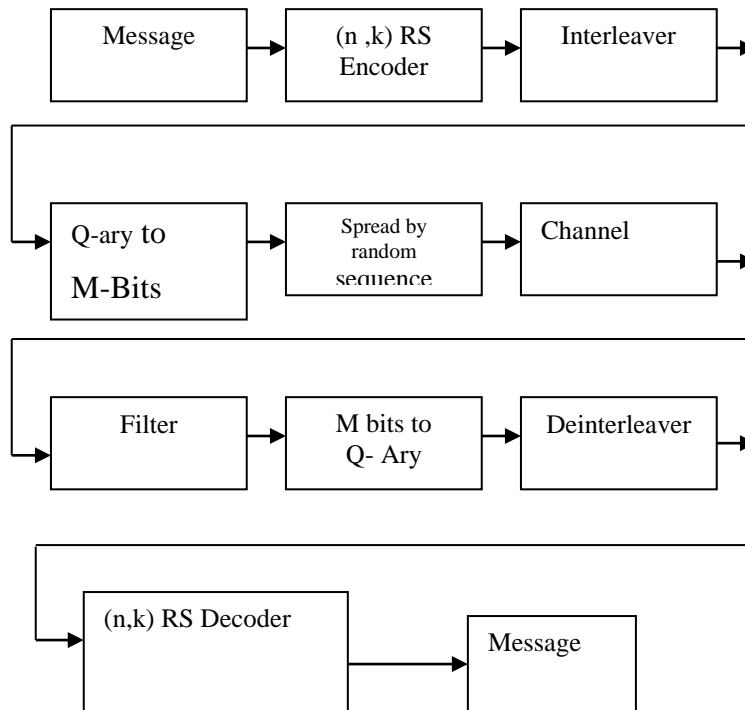 Message
(n ,k) RS
Encoder
Interleaver
Q-ary to
M-Bits
Spread by
random
sequence
Channel
Filter
M bits to
Q- Ary
Deinterleaver
(n,k) RS Decoder
Message